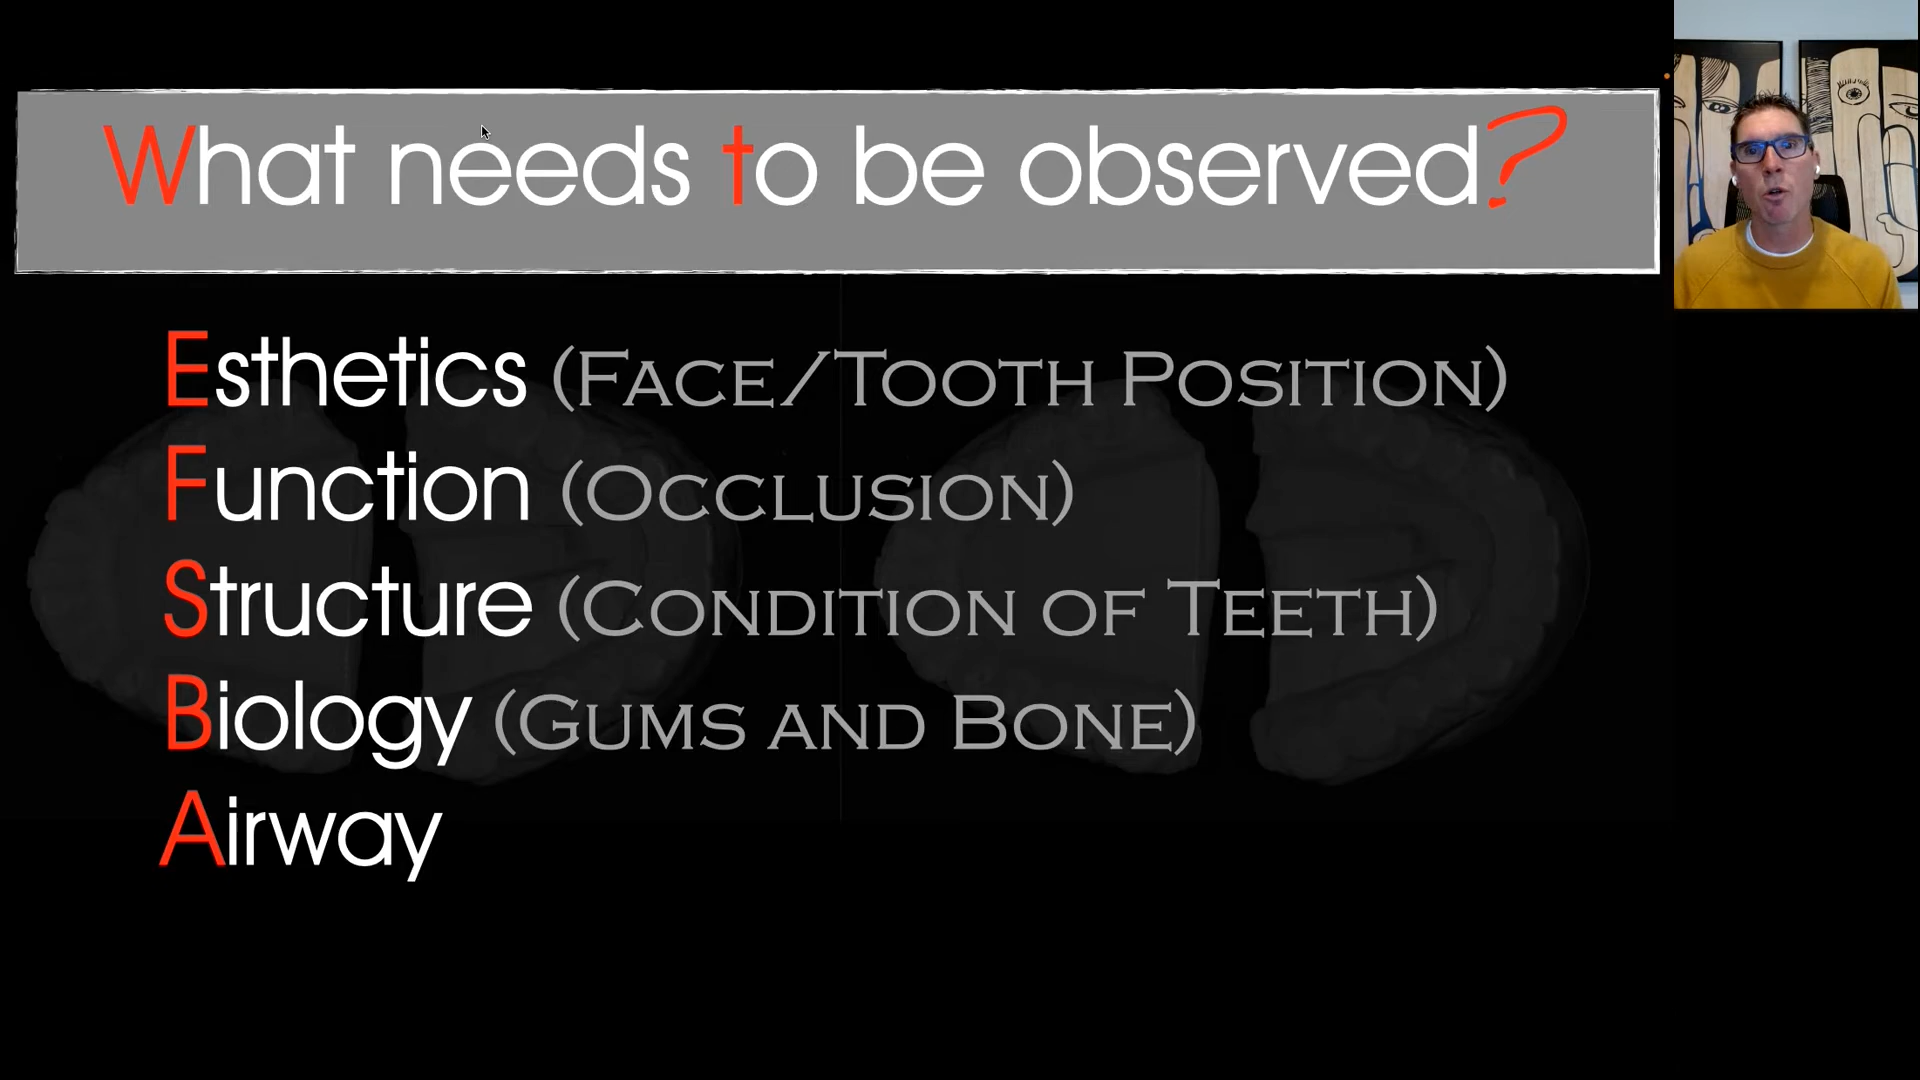 What needs to be observed?
Esthetics (Face/Tooth Position)
Function (Occlusion)
Structure (Condition of Teeth)
Biology (Gums and Bone)
Airway